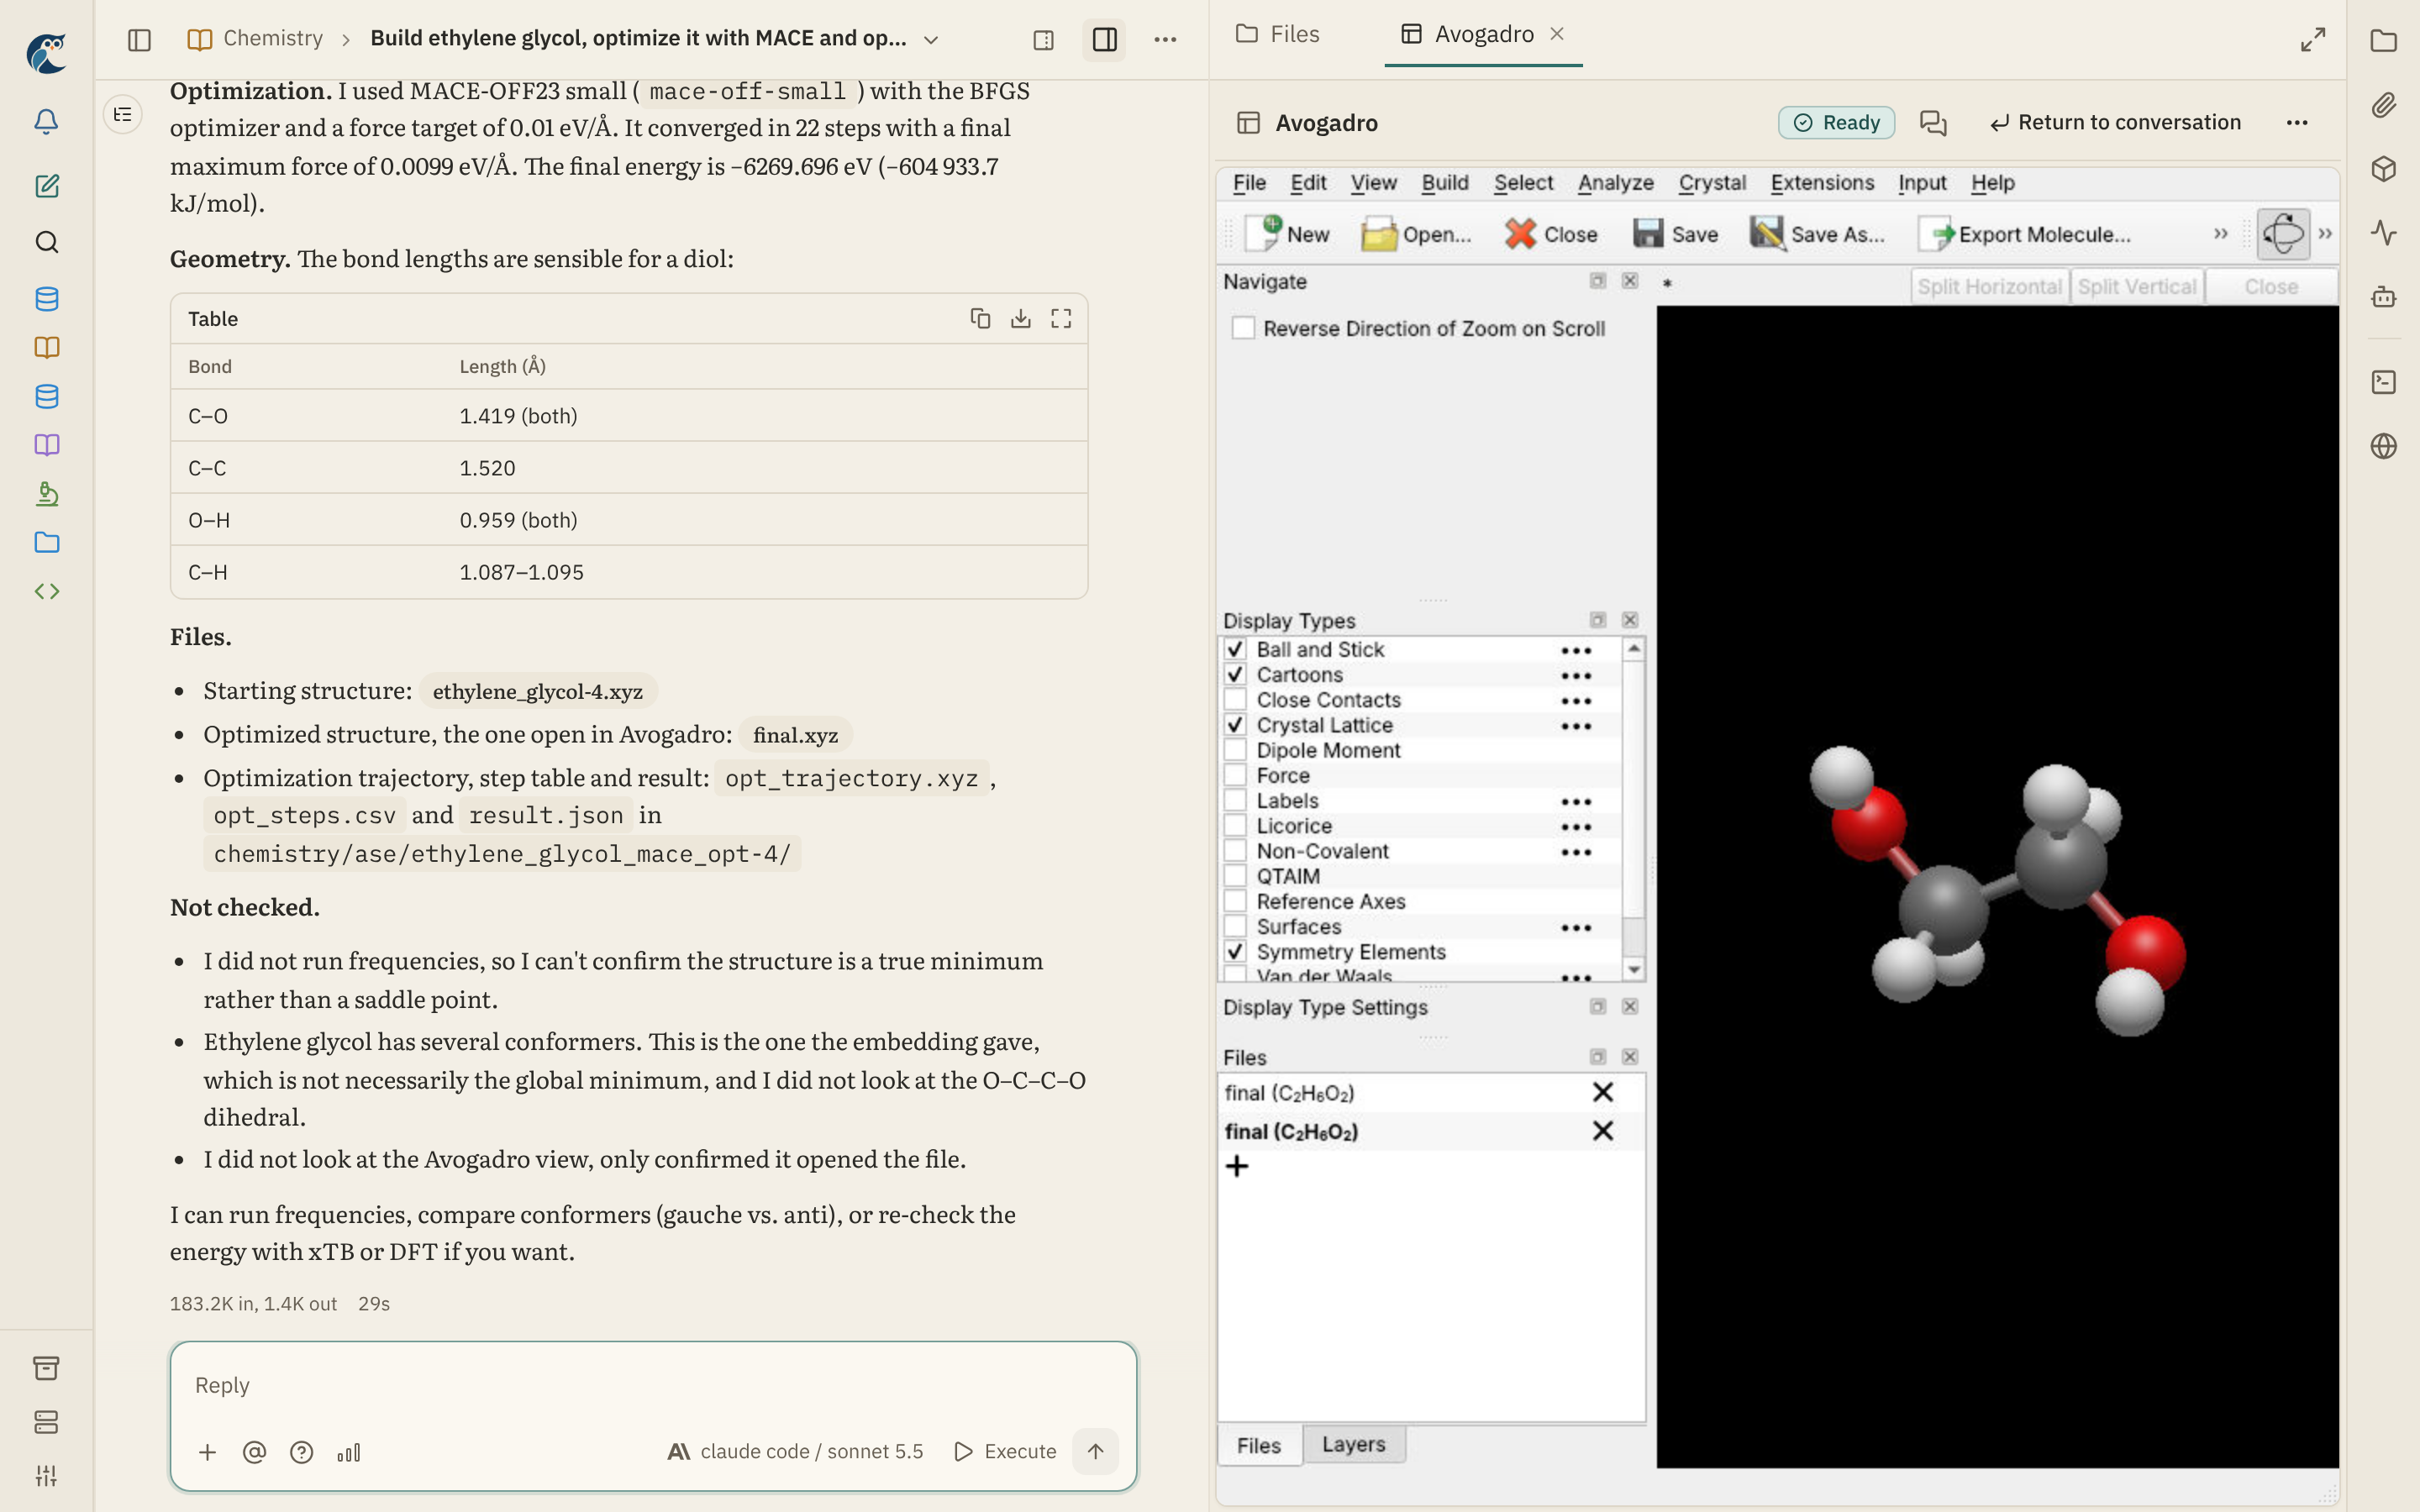 Chemistry > Build ethylene glycol, optimize it with MACE and op...
Optimization. I used MACE-OFF23 small ( mace-off-small ) with the BFGS
optimizer and a force target of 0.01 eV/Å. It converged in 22 steps with a final
maximum force of 0.0099 eV/Å. The final energy is −6269.696 eV (−604 933.7
kJ/mol).
Geometry. The bond lengths are sensible for a diol:
Table
Bond Length (Å)
C–O 1.419 (both)
C–C 1.520
O–H 0.959 (both)
C–H 1.087–1.095
Files.
• Starting structure: ethylene_glycol-4.xyz
• Optimized structure, the one open in Avogadro: final.xyz
• Optimization trajectory, step table and result: opt_trajectory.xyz ,
opt_steps.csv and result.json in
chemistry/ase/ethylene_glycol_mace_opt-4/
Not checked.
• I did not run frequencies, so I can't confirm the structure is a true minimum
rather than a saddle point.
• Ethylene glycol has several conformers. This is the one the embedding gave,
which is not necessarily the global minimum, and I did not look at the O–C–C–O
dihedral.
• I did not look at the Avogadro view, only confirmed it opened the file.
I can run frequencies, compare conformers (gauche vs. anti), or re-check the
energy with xTB or DFT if you want.
183.2K in, 1.4K out 29s
Reply
claude code / sonnet 5.5 Execute
Files Avogadro
Avogadro Ready Return to conversation
File Edit View Build Select Analyze Crystal Extensions Input Help
New Open... Close Save Save As... Export Molecule... » »
Navigate * Split Horizontal Split Vertical Close
Reverse Direction of Zoom on Scroll
Display Types
Ball and Stick
Cartoons
Close Contacts
Crystal Lattice
Dipole Moment
Force
Labels
Licorice
Non-Covalent
QTAIM
Reference Axes
Surfaces
Symmetry Elements
Van der Waals
Display Type Settings
Files
final (C₂H₆O₂)
final (C₂H₆O₂)
Files Layers